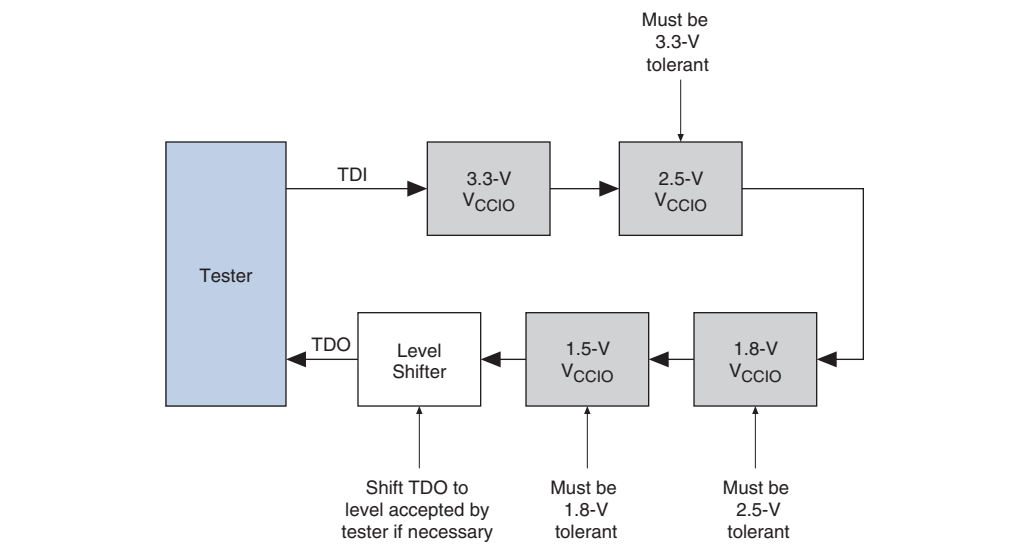 Must be
3.3-V
tolerant
TDI
3.3-V
VCCIO
2.5-V
VCCIO
Tester
TDO
Level
Shifter
1.5-V
VCCIO
1.8-V
VCCIO
Shift TDO to
level accepted by
tester if necessary
Must be
1.8-V
tolerant
Must be
2.5-V
tolerant